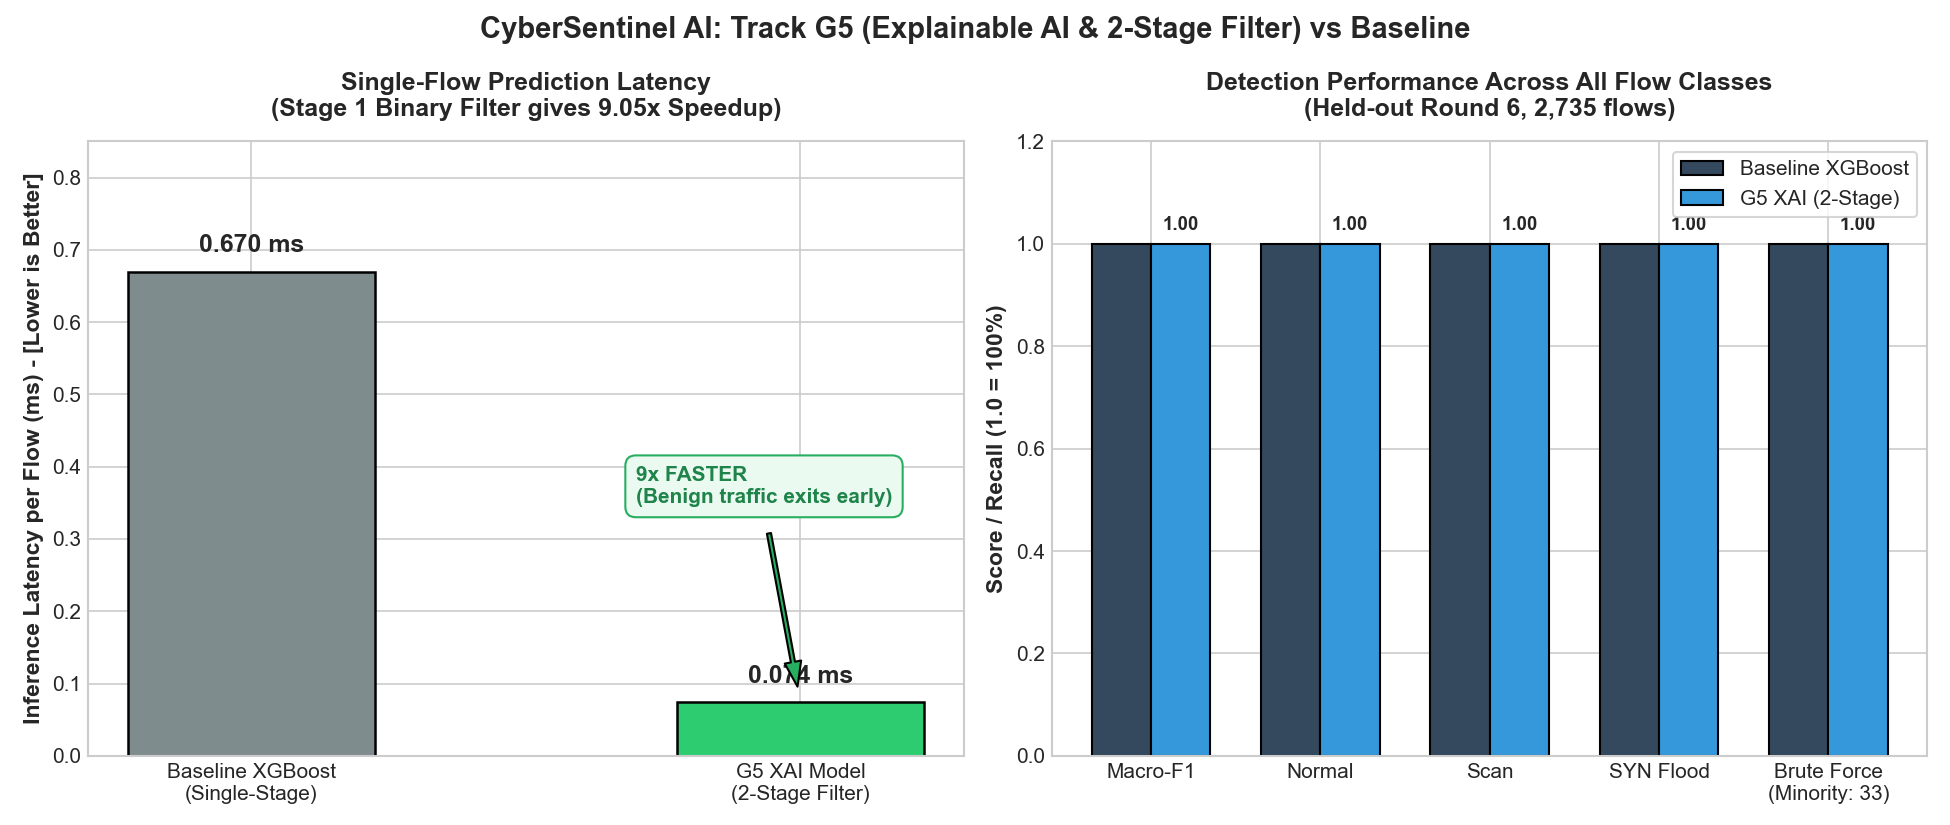 CyberSentinel AI: Track G5 (Explainable AI & 2-Stage Filter) vs Baseline
Single-Flow Prediction Latency
(Stage 1 Binary Filter gives 9.05x Speedup)
Inference Latency per Flow (ms) - [Lower is Better]
0.8
0.7
0.6
0.5
0.4
0.3
0.2
0.1
0.0
0.670 ms
9x FASTER
(Benign traffic exits early)
0.074 ms
Baseline XGBoost
(Single-Stage)
G5 XAI Model
(2-Stage Filter)
Detection Performance Across All Flow Classes
(Held-out Round 6, 2,735 flows)
Score / Recall (1.0 = 100%)
1.2
1.0
0.8
0.6
0.4
0.2
0.0
Baseline XGBoost
G5 XAI (2-Stage)
1.00
1.00
1.00
1.00
1.00
Macro-F1
Normal
Scan
SYN Flood
Brute Force
(Minority: 33)